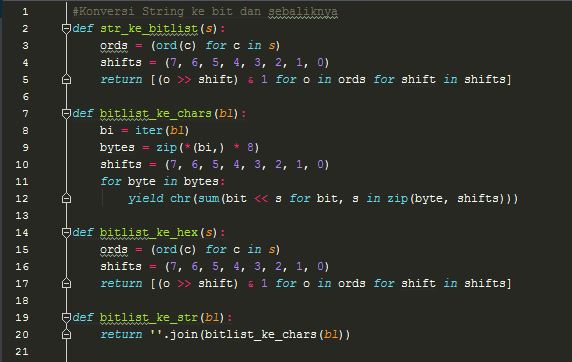 1 #Konversi String ke bit dan sebaliknya
2 def str_ke_bitlist(s):
3     ords = (ord(c) for c in s)
4     shifts = (7, 6, 5, 4, 3, 2, 1, 0)
5     return [(o >> shift) & 1 for o in ords for shift in shifts]
6
7 def bitlist_ke_chars(bl):
8     bi = iter(bl)
9     bytes = zip(*(bi,) * 8)
10     shifts = (7, 6, 5, 4, 3, 2, 1, 0)
11     for byte in bytes:
12         yield chr(sum(bit << s for bit, s in zip(byte, shifts)))
13
14 def bitlist_ke_hex(s):
15     ords = (ord(c) for c in s)
16     shifts = (7, 6, 5, 4, 3, 2, 1, 0)
17     return [(o >> shift) & 1 for o in ords for shift in shifts]
18
19 def bitlist_ke_str(bl):
20     return ''.join(bitlist_ke_chars(bl))
21